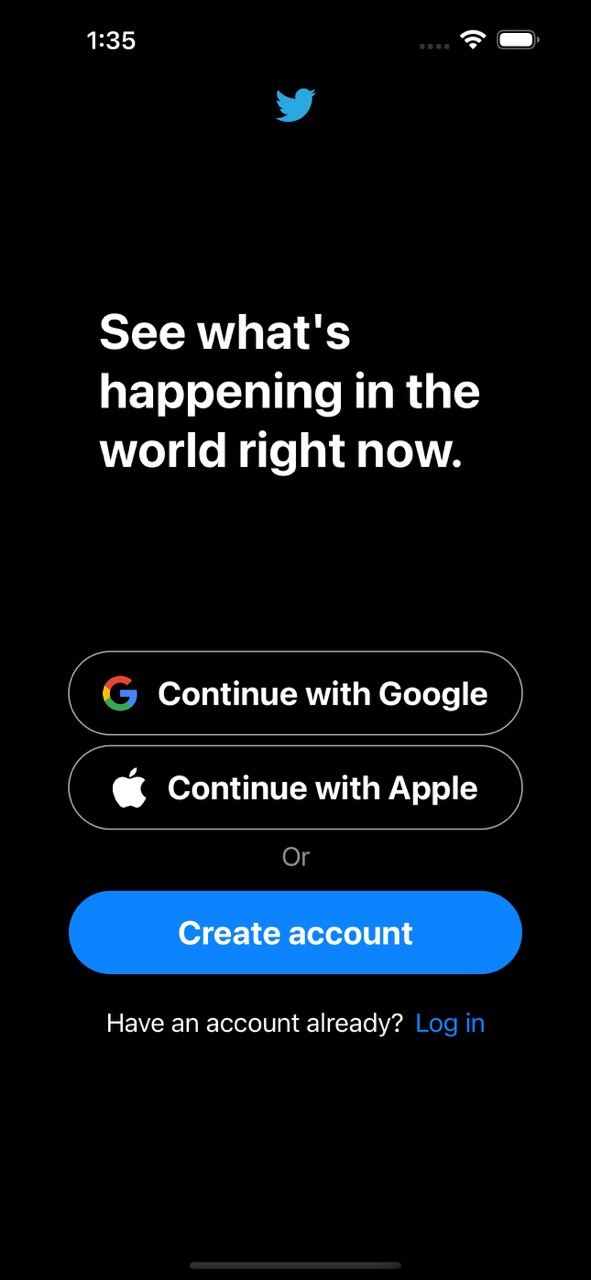 1:35
See what's
happening in the
world right now.
Continue with Google
Continue with Apple
Or
Create account
Have an account already? Log in